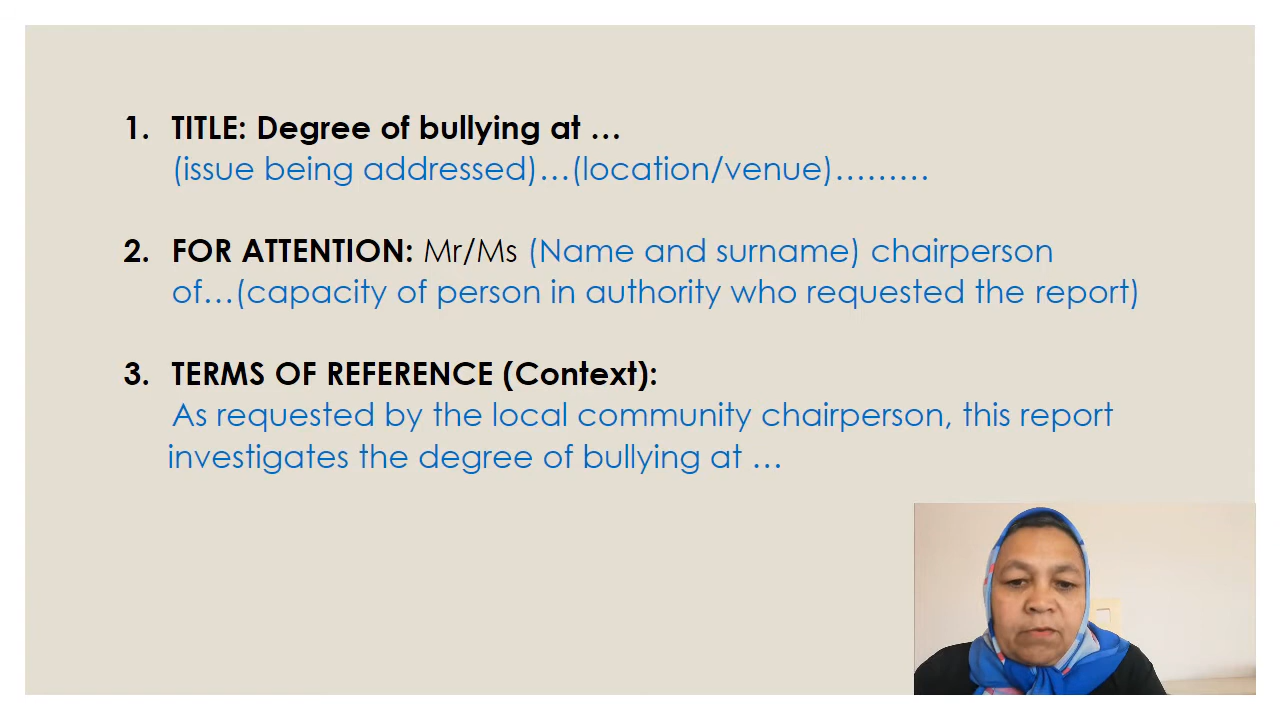 1. TITLE: Degree of bullying at …
(issue being addressed)…(location/venue)………
2. FOR ATTENTION: Mr/Ms (Name and surname) chairperson
of…(capacity of person in authority who requested the report)
3. TERMS OF REFERENCE (Context):
As requested by the local community chairperson, this report
investigates the degree of bullying at …